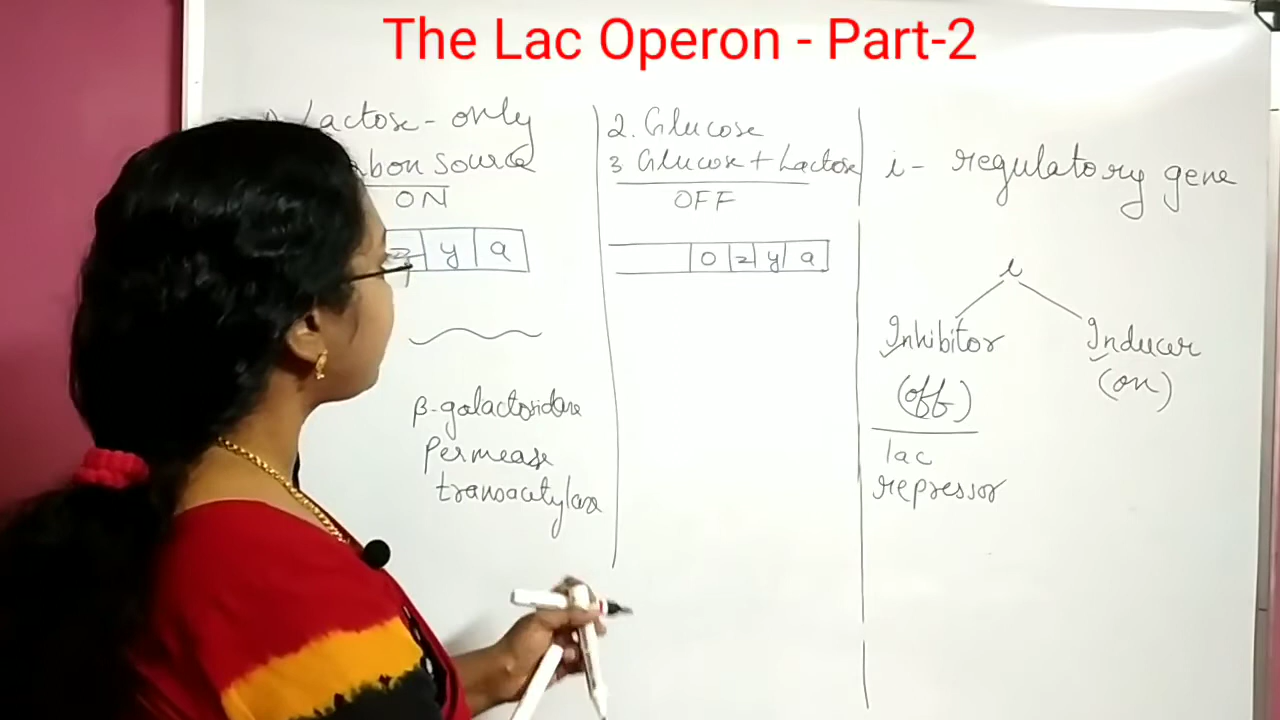 The Lac Operon - Part-2
Lactose - only
source
ON
z y a
β-galactosidase
Permease
transacetylase
2. Glucose
3 Glucose + Lactose
OFF
O z y a
i - regulatory gene
i
Inhibitor Inducer
(off) (on)
lac
repressor